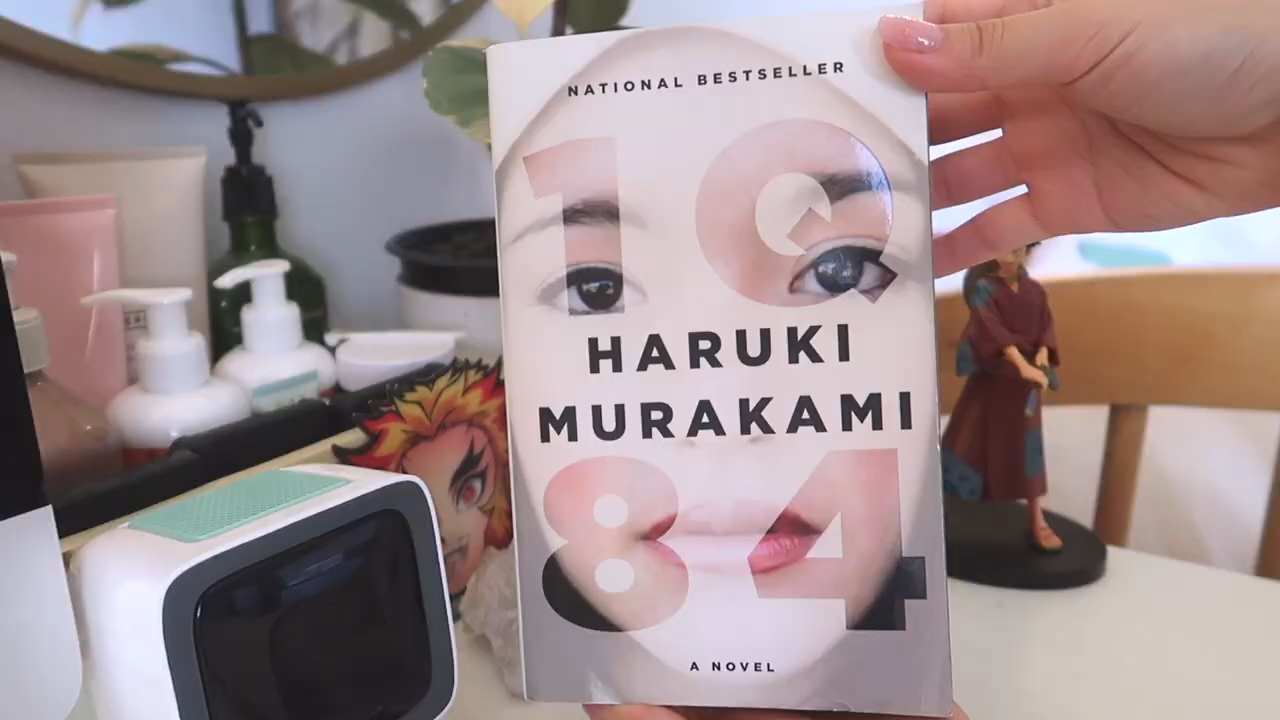 NATIONAL BESTSELLER
1Q
HARUKI
MURAKAMI
84
A NOVEL